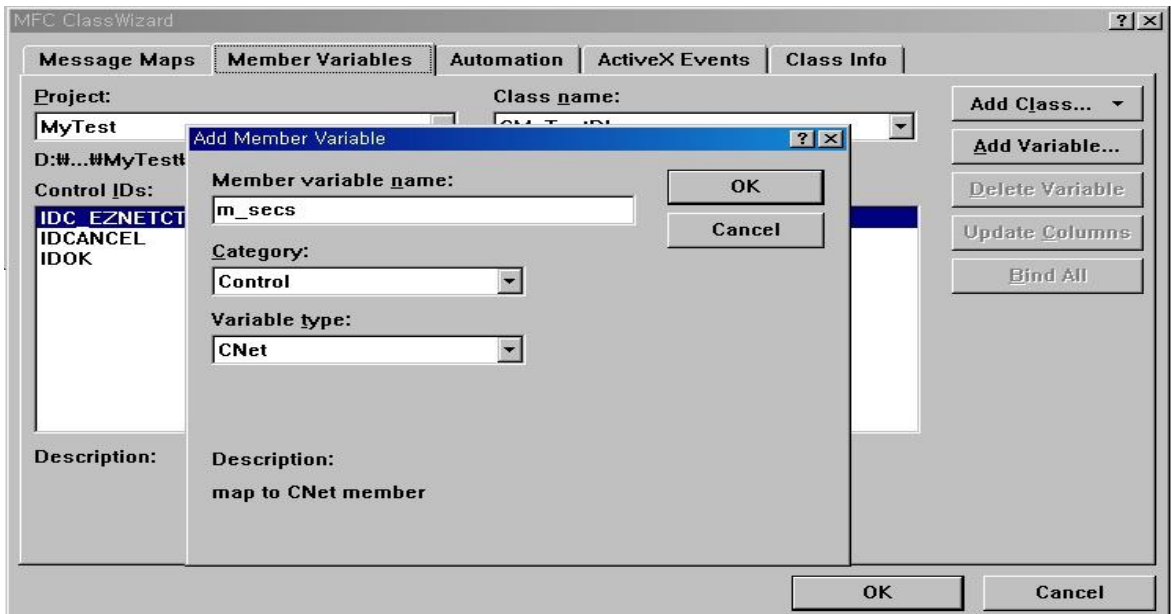 MFC ClassWizard
Message Maps
Member Variables
Automation
ActiveX Events
Class Info
Project:
Class name:
MyTest
D:₩...₩MyTest₩
Control IDs:
IDC_EZNETCT
IDCANCEL
IDOK
Description:
Add Class...
Add Variable...
Delete Variable
Update Columns
Bind All
Add Member Variable
Member variable name:
m_secs
Category:
Control
Variable type:
CNet
Description:
map to CNet member
OK
Cancel
OK
Cancel